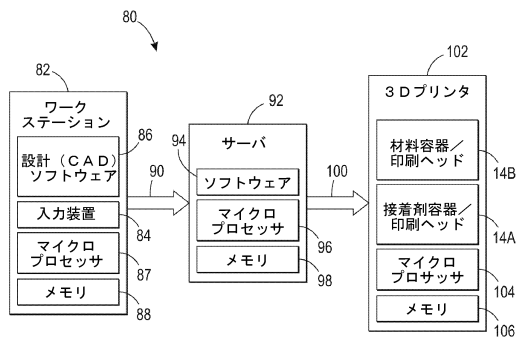 80
82
ワーク
ステーション
86
設計(CAD)
ソフトウェア
入力装置
84
マイクロ
プロセッサ
87
メモリ
88
90
92
サーバ
94
ソフトウェア
マイクロ
プロセッサ
96
メモリ
98
100
102
3Dプリンタ
材料容器/
印刷ヘッド
14B
接着剤容器/
印刷ヘッド
14A
マイクロ
プロサッサ
104
メモリ
106